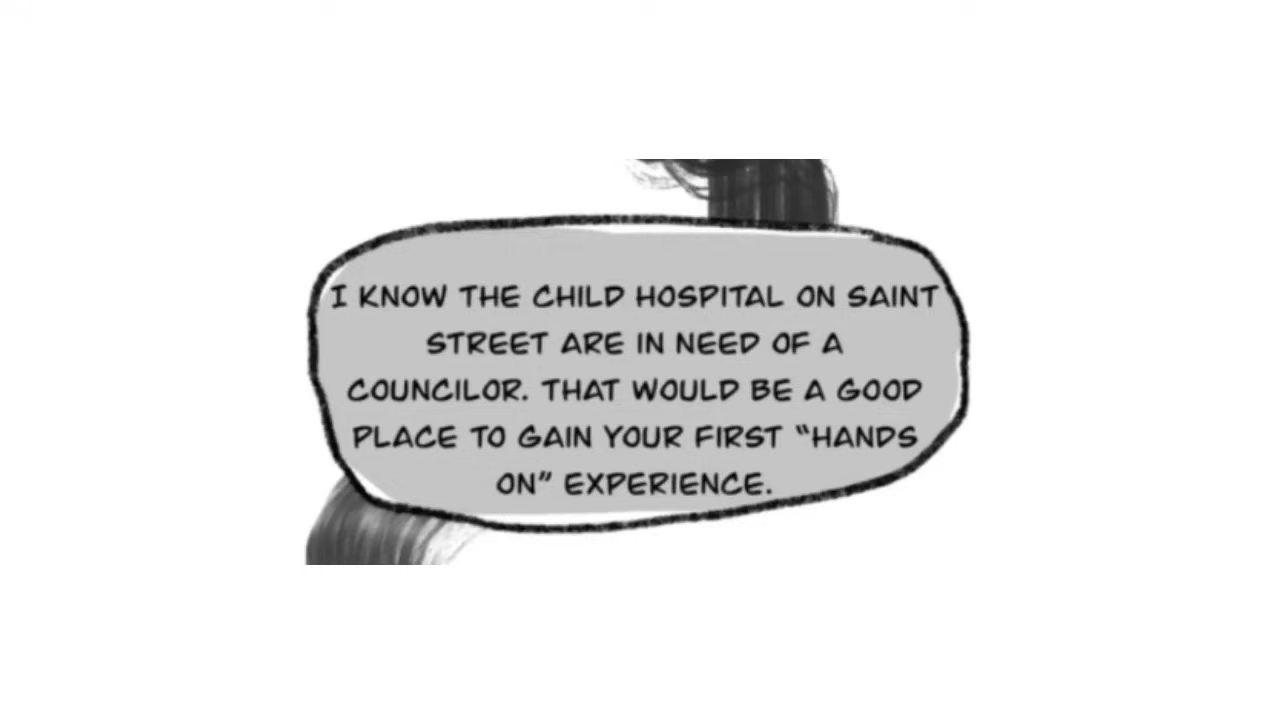 I KNOW THE CHILD HOSPITAL ON SAINT
STREET ARE IN NEED OF A
COUNCILOR. THAT WOULD BE A GOOD
PLACE TO GAIN YOUR FIRST “HANDS
ON” EXPERIENCE.